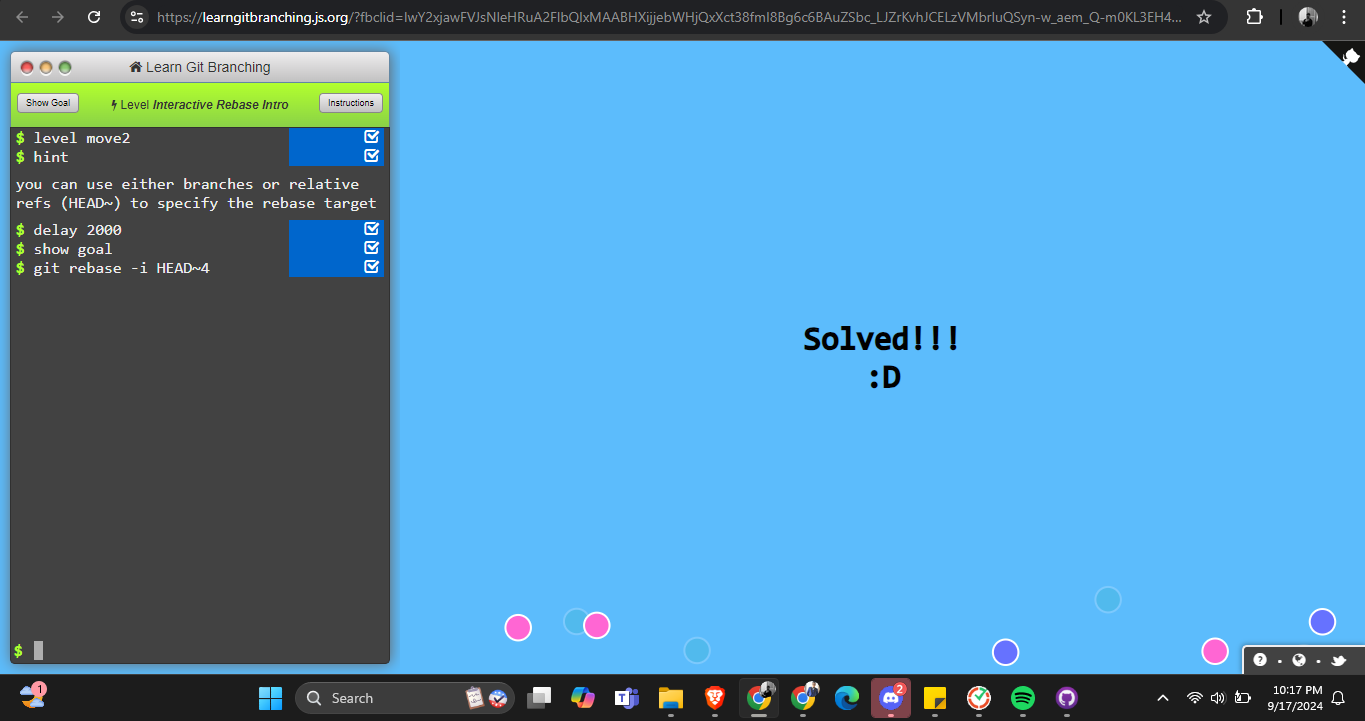 https://learngitbranching.js.org/?fbclid=IwY2xjawFVJsNleHRuA2FlbQIxMAABHXijjebWHjQxXct38fmI8Bg6c6BAuZSbc_LJZrKvhJCELzVMbrluQSyn-w_aem_Q-m0KL3EH4...
Learn Git Branching
Show Goal
Level Interactive Rebase Intro
Instructions
$ level move2
$ hint
you can use either branches or relative
refs (HEAD~) to specify the rebase target
$ delay 2000
$ show goal
$ git rebase -i HEAD~4
Solved!!!
:D
$
?
1
Search
2
10:17 PM
9/17/2024